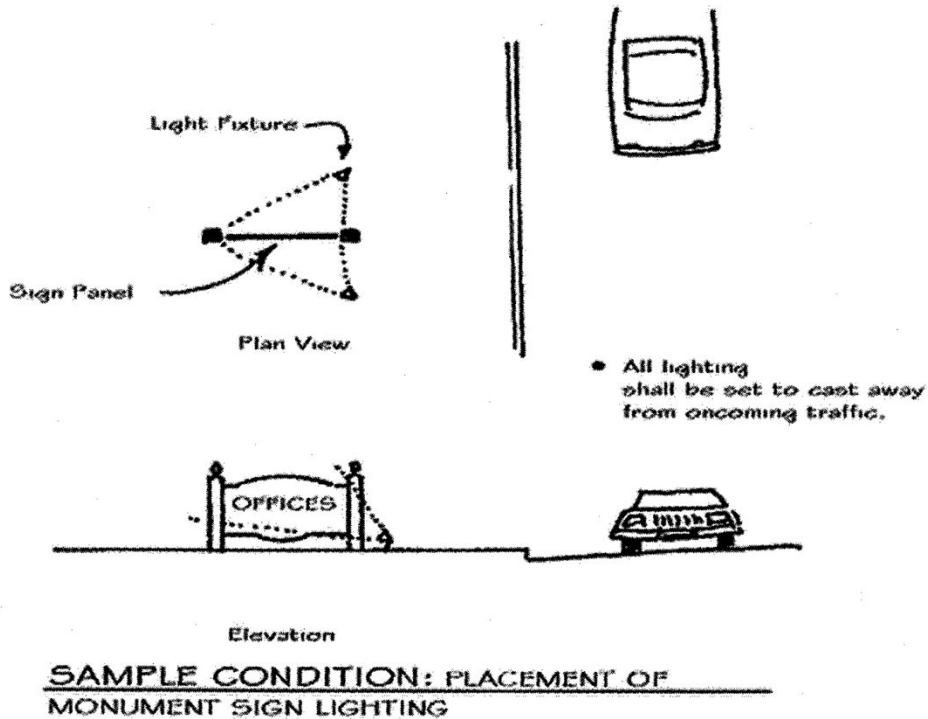 Light Fixture
Sign Panel
Plan View
• All lighting
shall be set to cast away
from oncoming traffic.
OFFICES
Elevation
SAMPLE CONDITION: PLACEMENT OF
MONUMENT SIGN LIGHTING